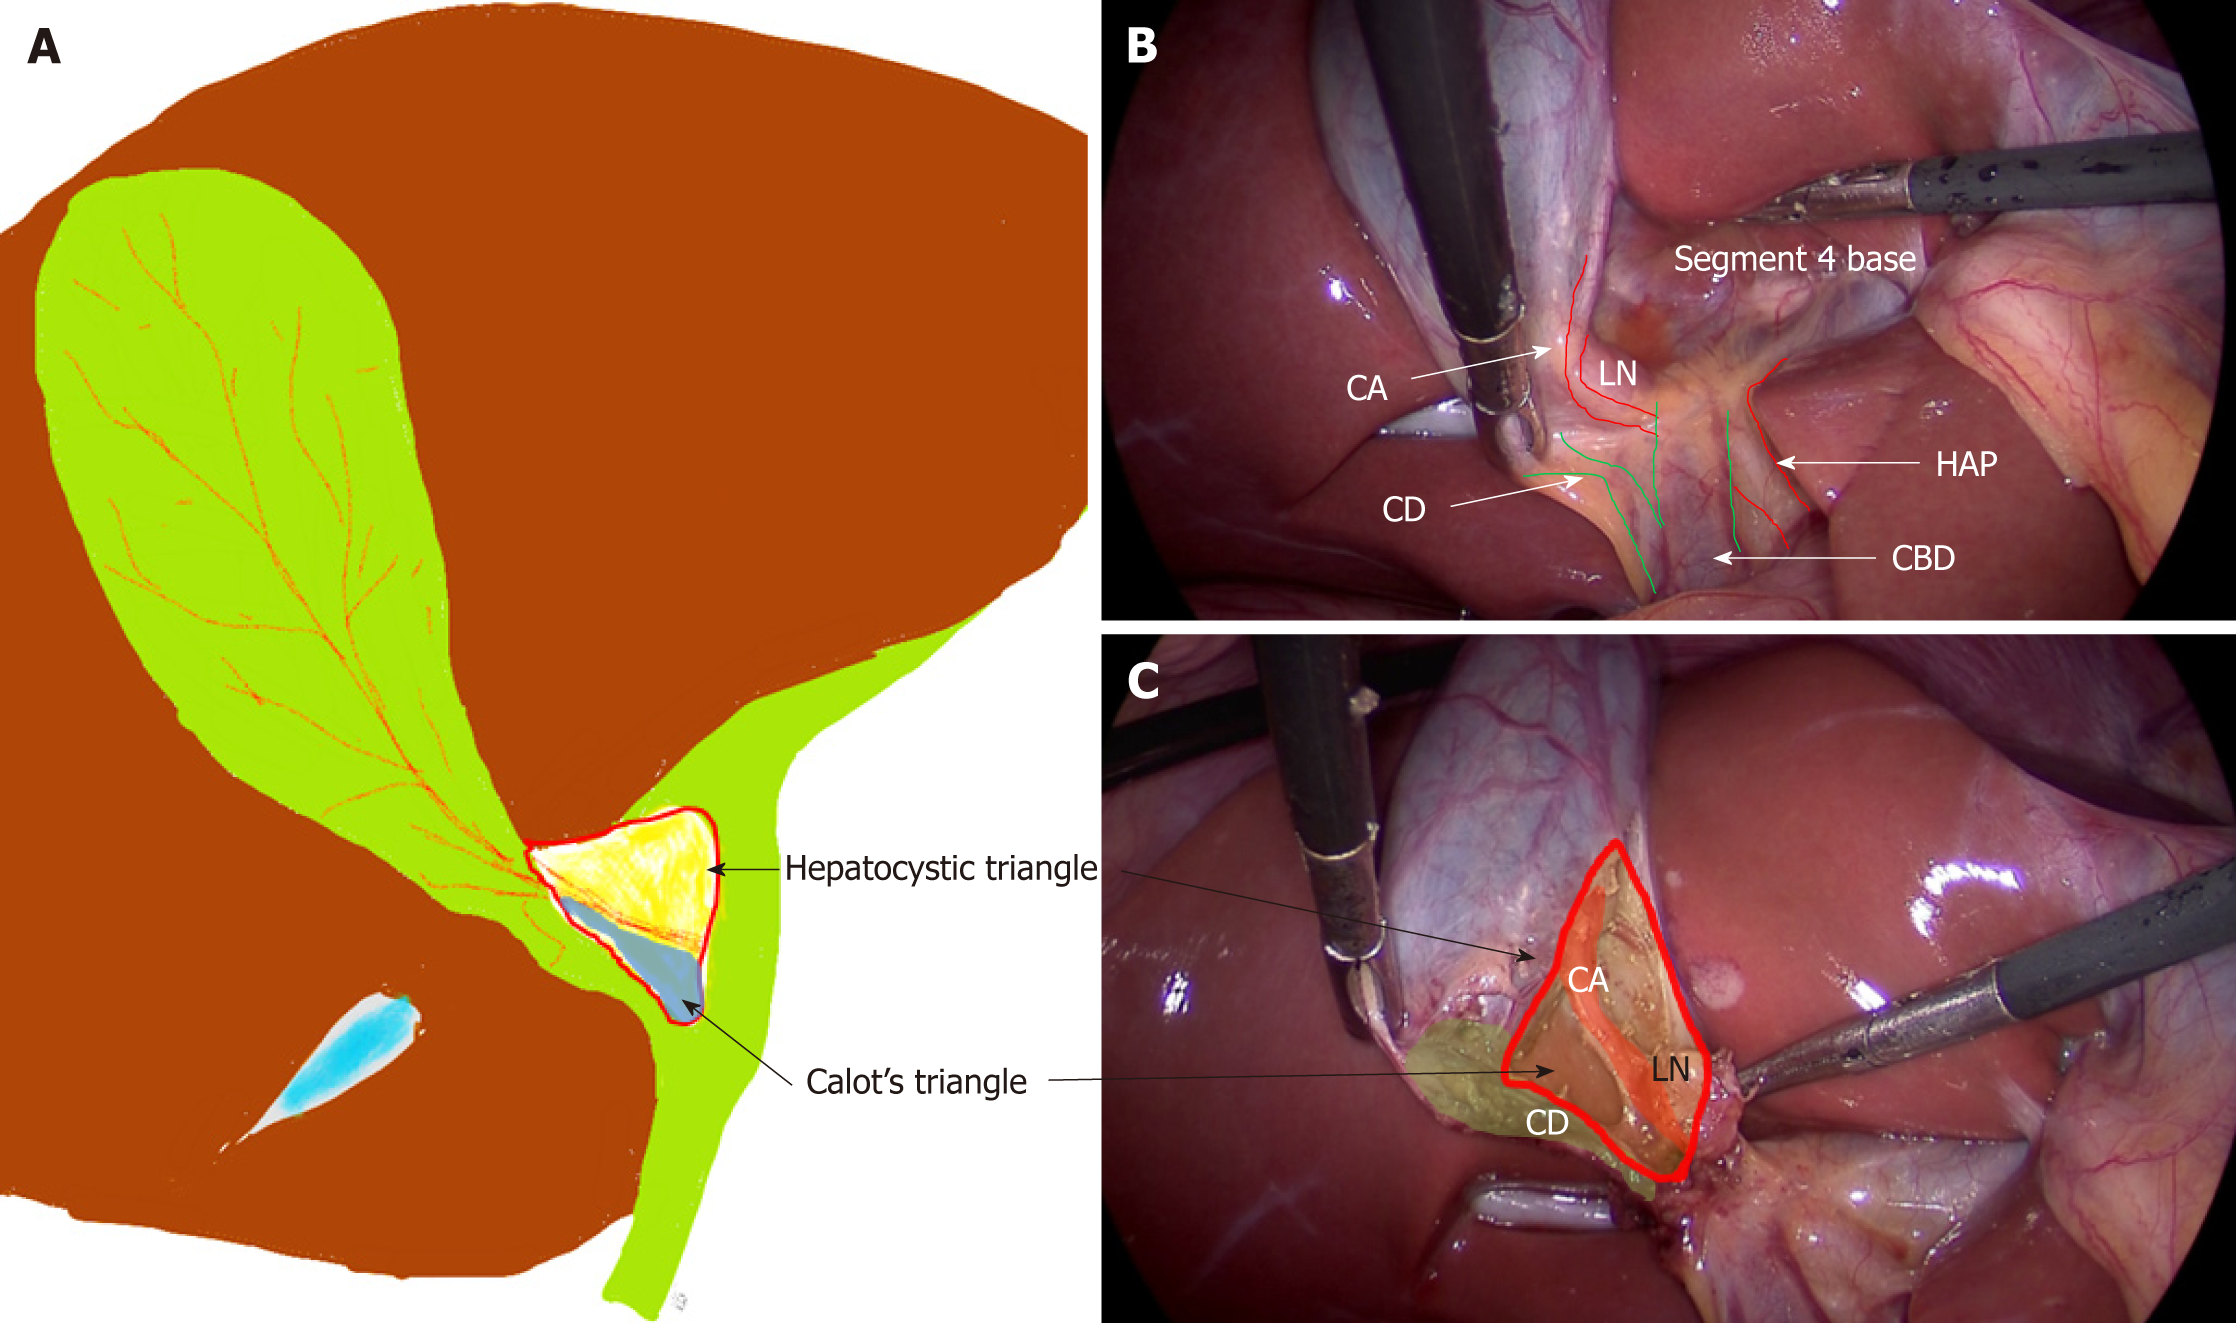 A
Hepatocystic triangle
Calot’s triangle
B
Segment 4 base
CA
LN
CD
HAP
CBD
C
CA
LN
CD